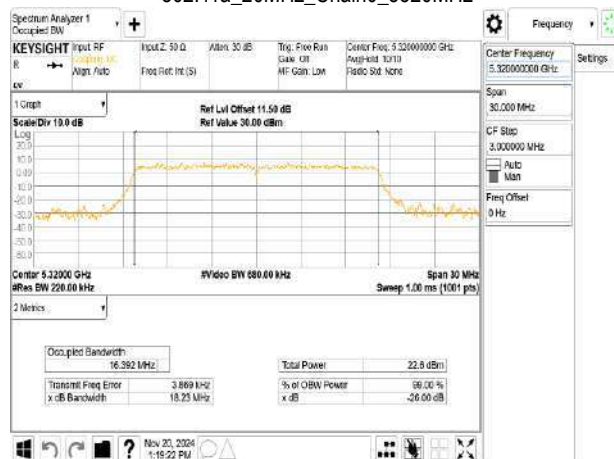 802.11a_20MHz_Chain0_5320MHz
Spectrum Analyzer 1
Occupied BW
Frequency
KEYSIGHT
Input: RF
Align: Auto
Input Z: 50 Ω
Freq Ref: Int (S)
Atten: 30 dB
Trig: Free Run
Gate: Off
#IF Gain: Low
Center Freq: 5.320000000 GHz
Avg|Hold: 10/10
Radio Std: None
Center Frequency
5.320000000 GHz
Settings
Span
30.000 MHz
CF Step
3.000000 MHz
Auto
Man
Freq Offset
0 Hz
1 Graph
Scale/Div 10.0 dB
Ref Lvl Offset 11.50 dB
Ref Value 30.00 dBm
Log
20.0
10.0
0.00
-10.0
-20.0
-30.0
-40.0
-50.0
-60.0
Center 5.32000 GHz
#Video BW 680.00 kHz
Span 30 MHz
#Res BW 220.00 kHz
Sweep 1.00 ms (1001 pts)
2 Metrics
Occupied Bandwidth
16.392 MHz
Total Power 22.8 dBm
Transmit Freq Error 3.869 kHz
% of OBW Power 99.00 %
x dB Bandwidth 18.23 MHz
x dB -26.00 dB
Nov 20, 2024
1:19:22 PM